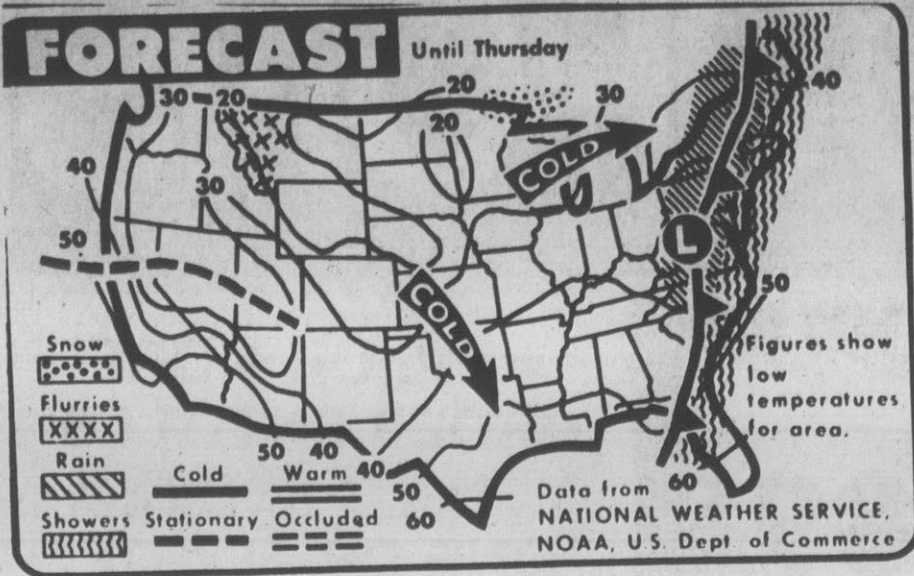 FORECAST Until Thursday
30 20 20 30 40
20
40 30
COLD
50
L
COLD
50
Snow
Flurries
XXXX
Rain
Showers
Cold Warm
Stationary Occluded
50 40 40 50 60 60
Figures show
low
temperatures
for area.
Data from
NATIONAL WEATHER SERVICE,
NOAA, U.S. Dept. of Commerce